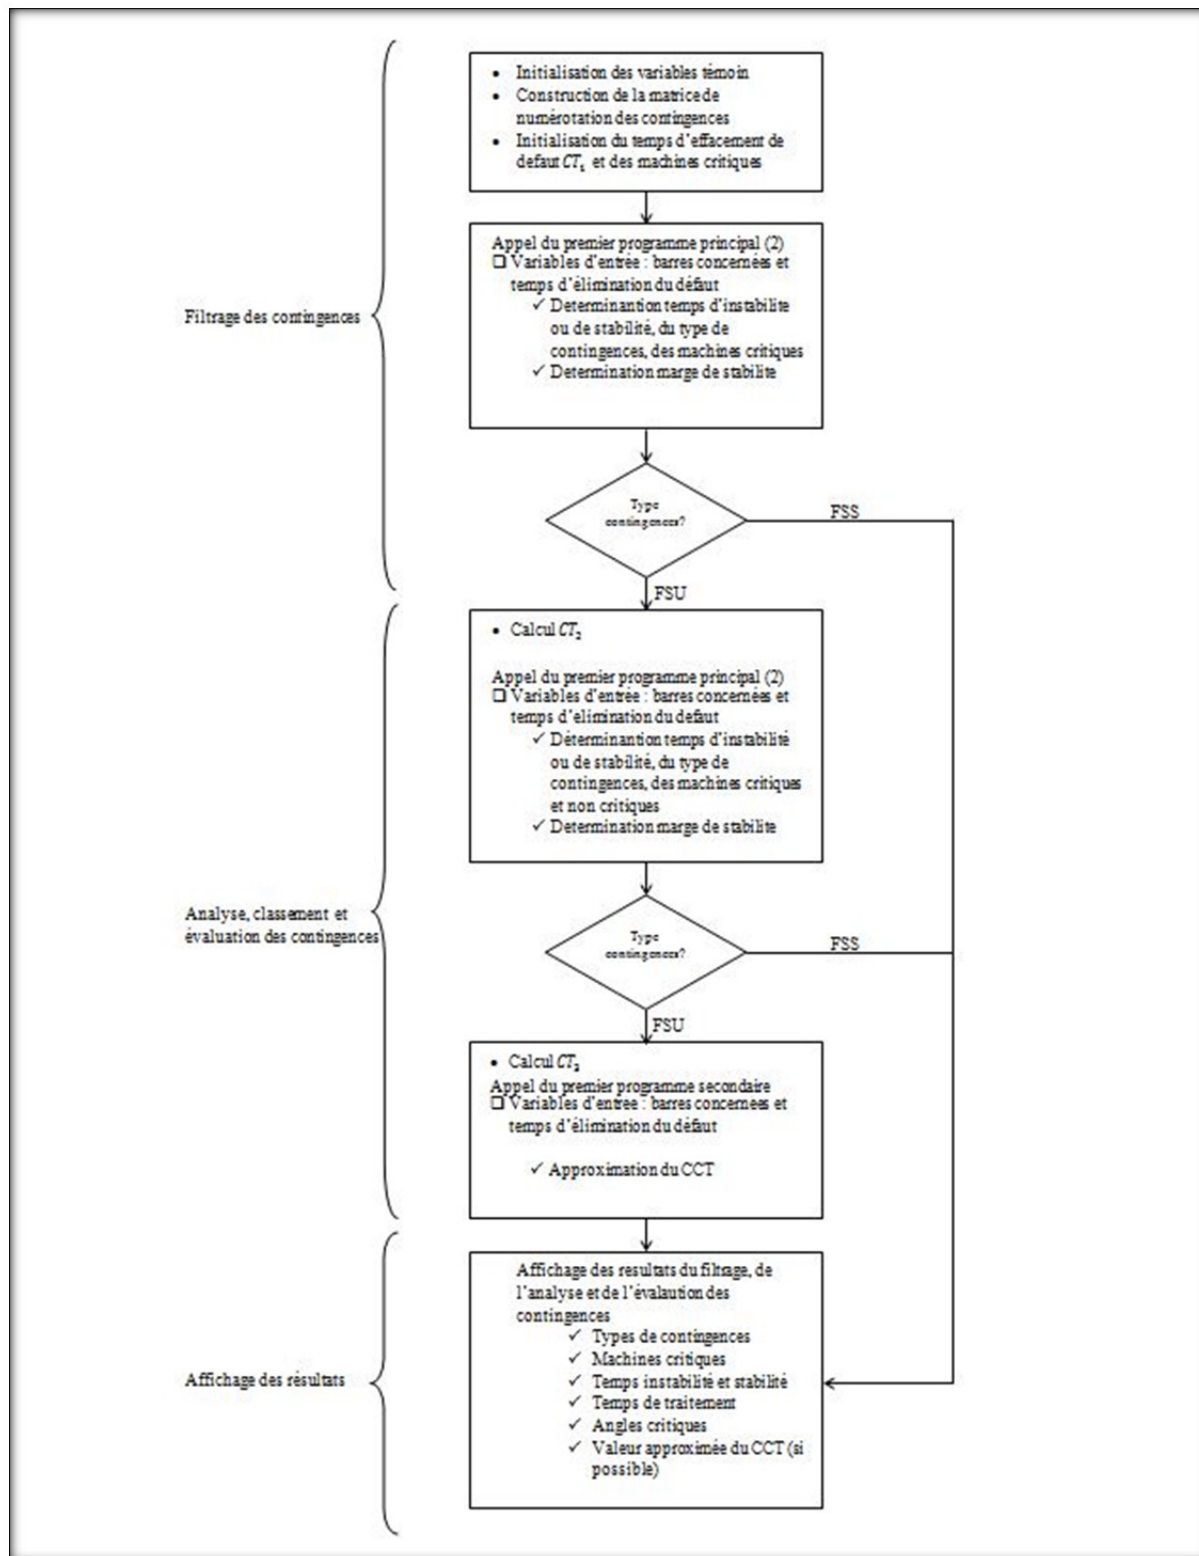 • Initialisation des variables témoin
• Construction de la matrice de
numérotation des contingences
• Initialisation du temps d'effacement de
defaut CT₁ et des machines critiques
Appel du premier programme principal (2)
❑ Variables d'entrée : barres concernées et
temps d'élimination du défaut
✓ Determinantion temps d'instabilite
ou de stabilité, du type de
contingences, des machines critiques
✓ Determination marge de stabilite
Filtrage des contingences
Type
contingences?
FSS
FSU
• Calcul CT₂
Appel du premier programme principal (2)
❑ Variables d'entrée : barres concernées et
temps d'elimination du defaut
✓ Déterminantion temps d'instabilité
ou de stabilité, du type de
contingences, des machines critiques
et non critiques
✓ Determination marge de stabilite
Analyse, classement et
évaluation des contingences
Type
contingences?
FSS
FSU
• Calcul CT₃
Appel du premier programme secondaire
❑ Variables d'entree : barres concernees et
temps d'élimination du défaut
✓ Approximation du CCT
Affichage des resultats du filtrage, de
l'analyse et de l'évalaution des
contingences
✓ Types de contingences
✓ Machines critiques
✓ Temps instabilité et stabilité
✓ Temps de traitement
✓ Angles critiques
✓ Valeur approximée du CCT (si
possible)
Affichage des résultats